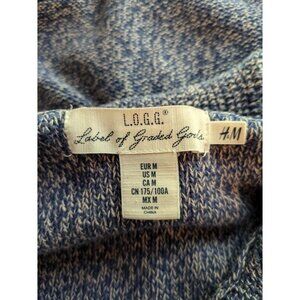 L.O.G.G.®
Label of Graded Goods
H&M
EUR M
US M
CA M
CN 175/100A
MX M
MADE IN
CHINA